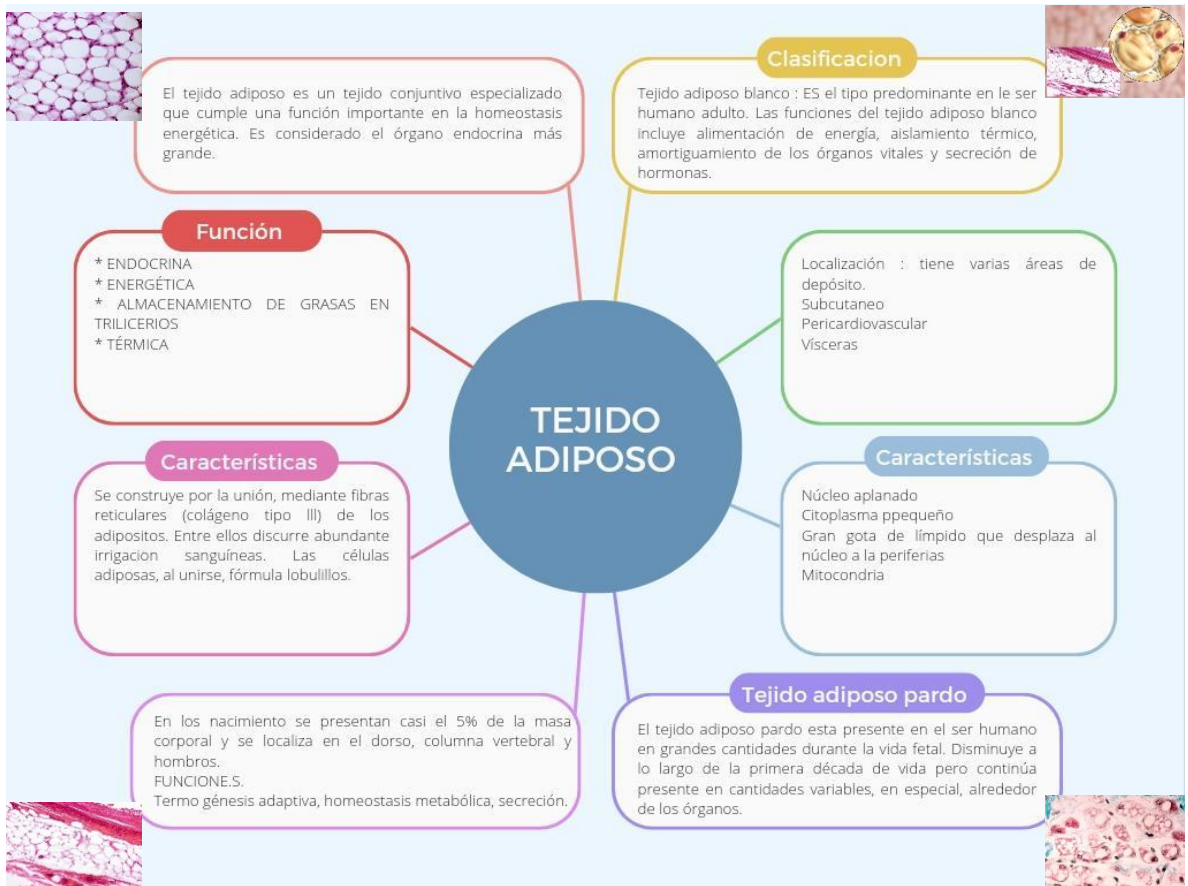 El tejido adiposo es un tejido conjuntivo especializado
que cumple una función importante en la homeostasis
energética. Es considerado el órgano endocrina más
grande.
Clasificacion
Tejido adiposo blanco : ES el tipo predominante en le ser
humano adulto. Las funciones del tejido adiposo blanco
incluye alimentación de energía, aislamiento térmico,
amortiguamiento de los órganos vitales y secreción de
hormonas.
Función
* ENDOCRINA
* ENERGÉTICA
* ALMACENAMIENTO DE GRASAS EN
TRILICERIOS
* TÉRMICA
Localización : tiene varias áreas de
depósito.
Subcutaneo
Pericardiovascular
Vísceras
TEJIDO
ADIPOSO
Características
Se construye por la unión, mediante fibras
reticulares (colágeno tipo lll) de los
adipositos. Entre ellos discurre abundante
irrigacion sanguíneas. Las células
adiposas, al unirse, fórmula lobulillos.
Características
Núcleo aplanado
Citoplasma ppequeño
Gran gota de límpido que desplaza al
núcleo a la periferias
Mitocondria
En los nacimiento se presentan casi el 5% de la masa
corporal y se localiza en el dorso, columna vertebral y
hombros.
FUNCIONE.S.
Termo génesis adaptiva, homeostasis metabólica, secreción.
Tejido adiposo pardo
El tejido adiposo pardo esta presente en el ser humano
en grandes cantidades durante la vida fetal. Disminuye a
lo largo de la primera década de vida pero continúa
presente en cantidades variables, en especial, alrededor
de los órganos.